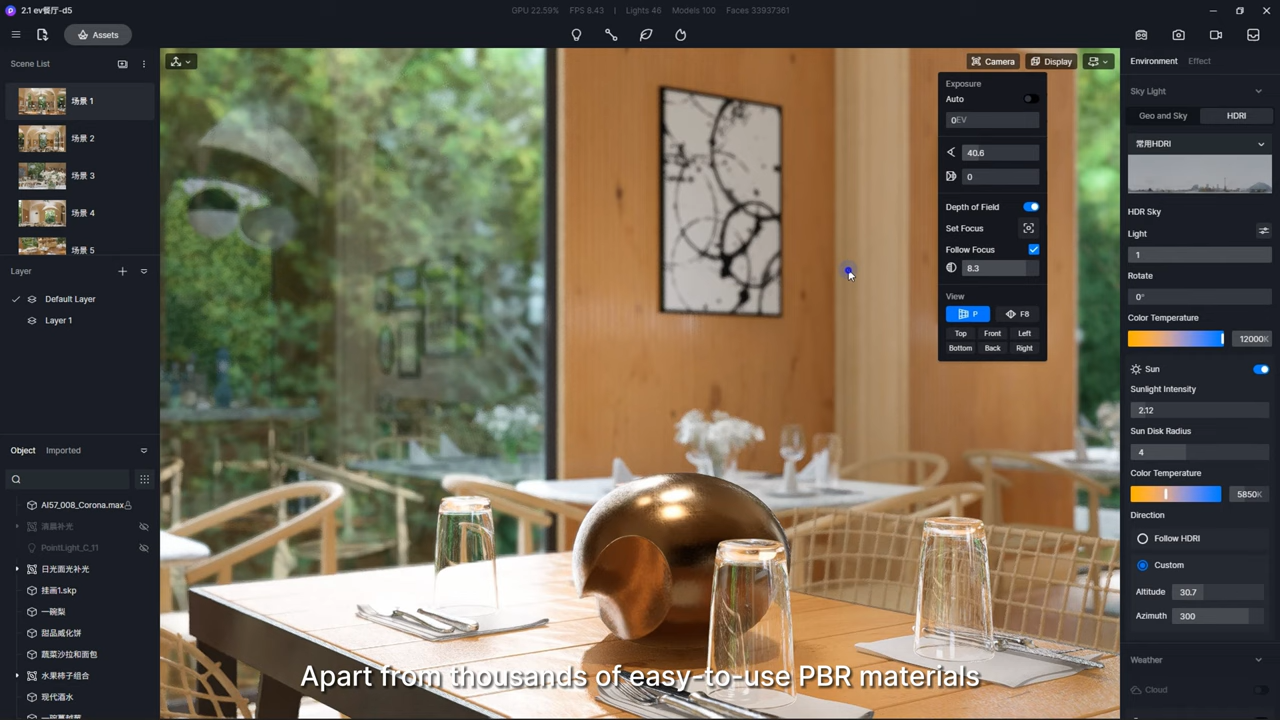 2.1 ev餐厅-d5
GPU 22.59% FPS 8.43 | Lights 46 Models 100 Faces 33937361
Assets
Scene List
场景 1
场景 2
场景 3
场景 4
场景 5
Layer
Default Layer
Layer 1
Object Imported
AI57_008_Corona.max
清晨补光
PointLight_C_11
日光面光补光
挂画1.skp
一碗梨
甜品威化饼
蔬菜沙拉和面包
水果柿子组合
现代酒水
Camera Display
Exposure
Auto
0EV
40.6
0
Depth of Field
Set Focus
Follow Focus
8.3
View
P F8
Top Front Left
Bottom Back Right
Apart from thousands of easy-to-use PBR materials
Environment Effect
Sky Light
Geo and Sky HDRI
常用HDRI
HDR Sky
Light
1
Rotate
0°
Color Temperature
12000K
Sun
Sunlight Intensity
2.12
Sun Disk Radius
4
Color Temperature
5850K
Direction
Follow HDRI
Custom
Altitude 30.7
Azimuth 300
Weather
Cloud